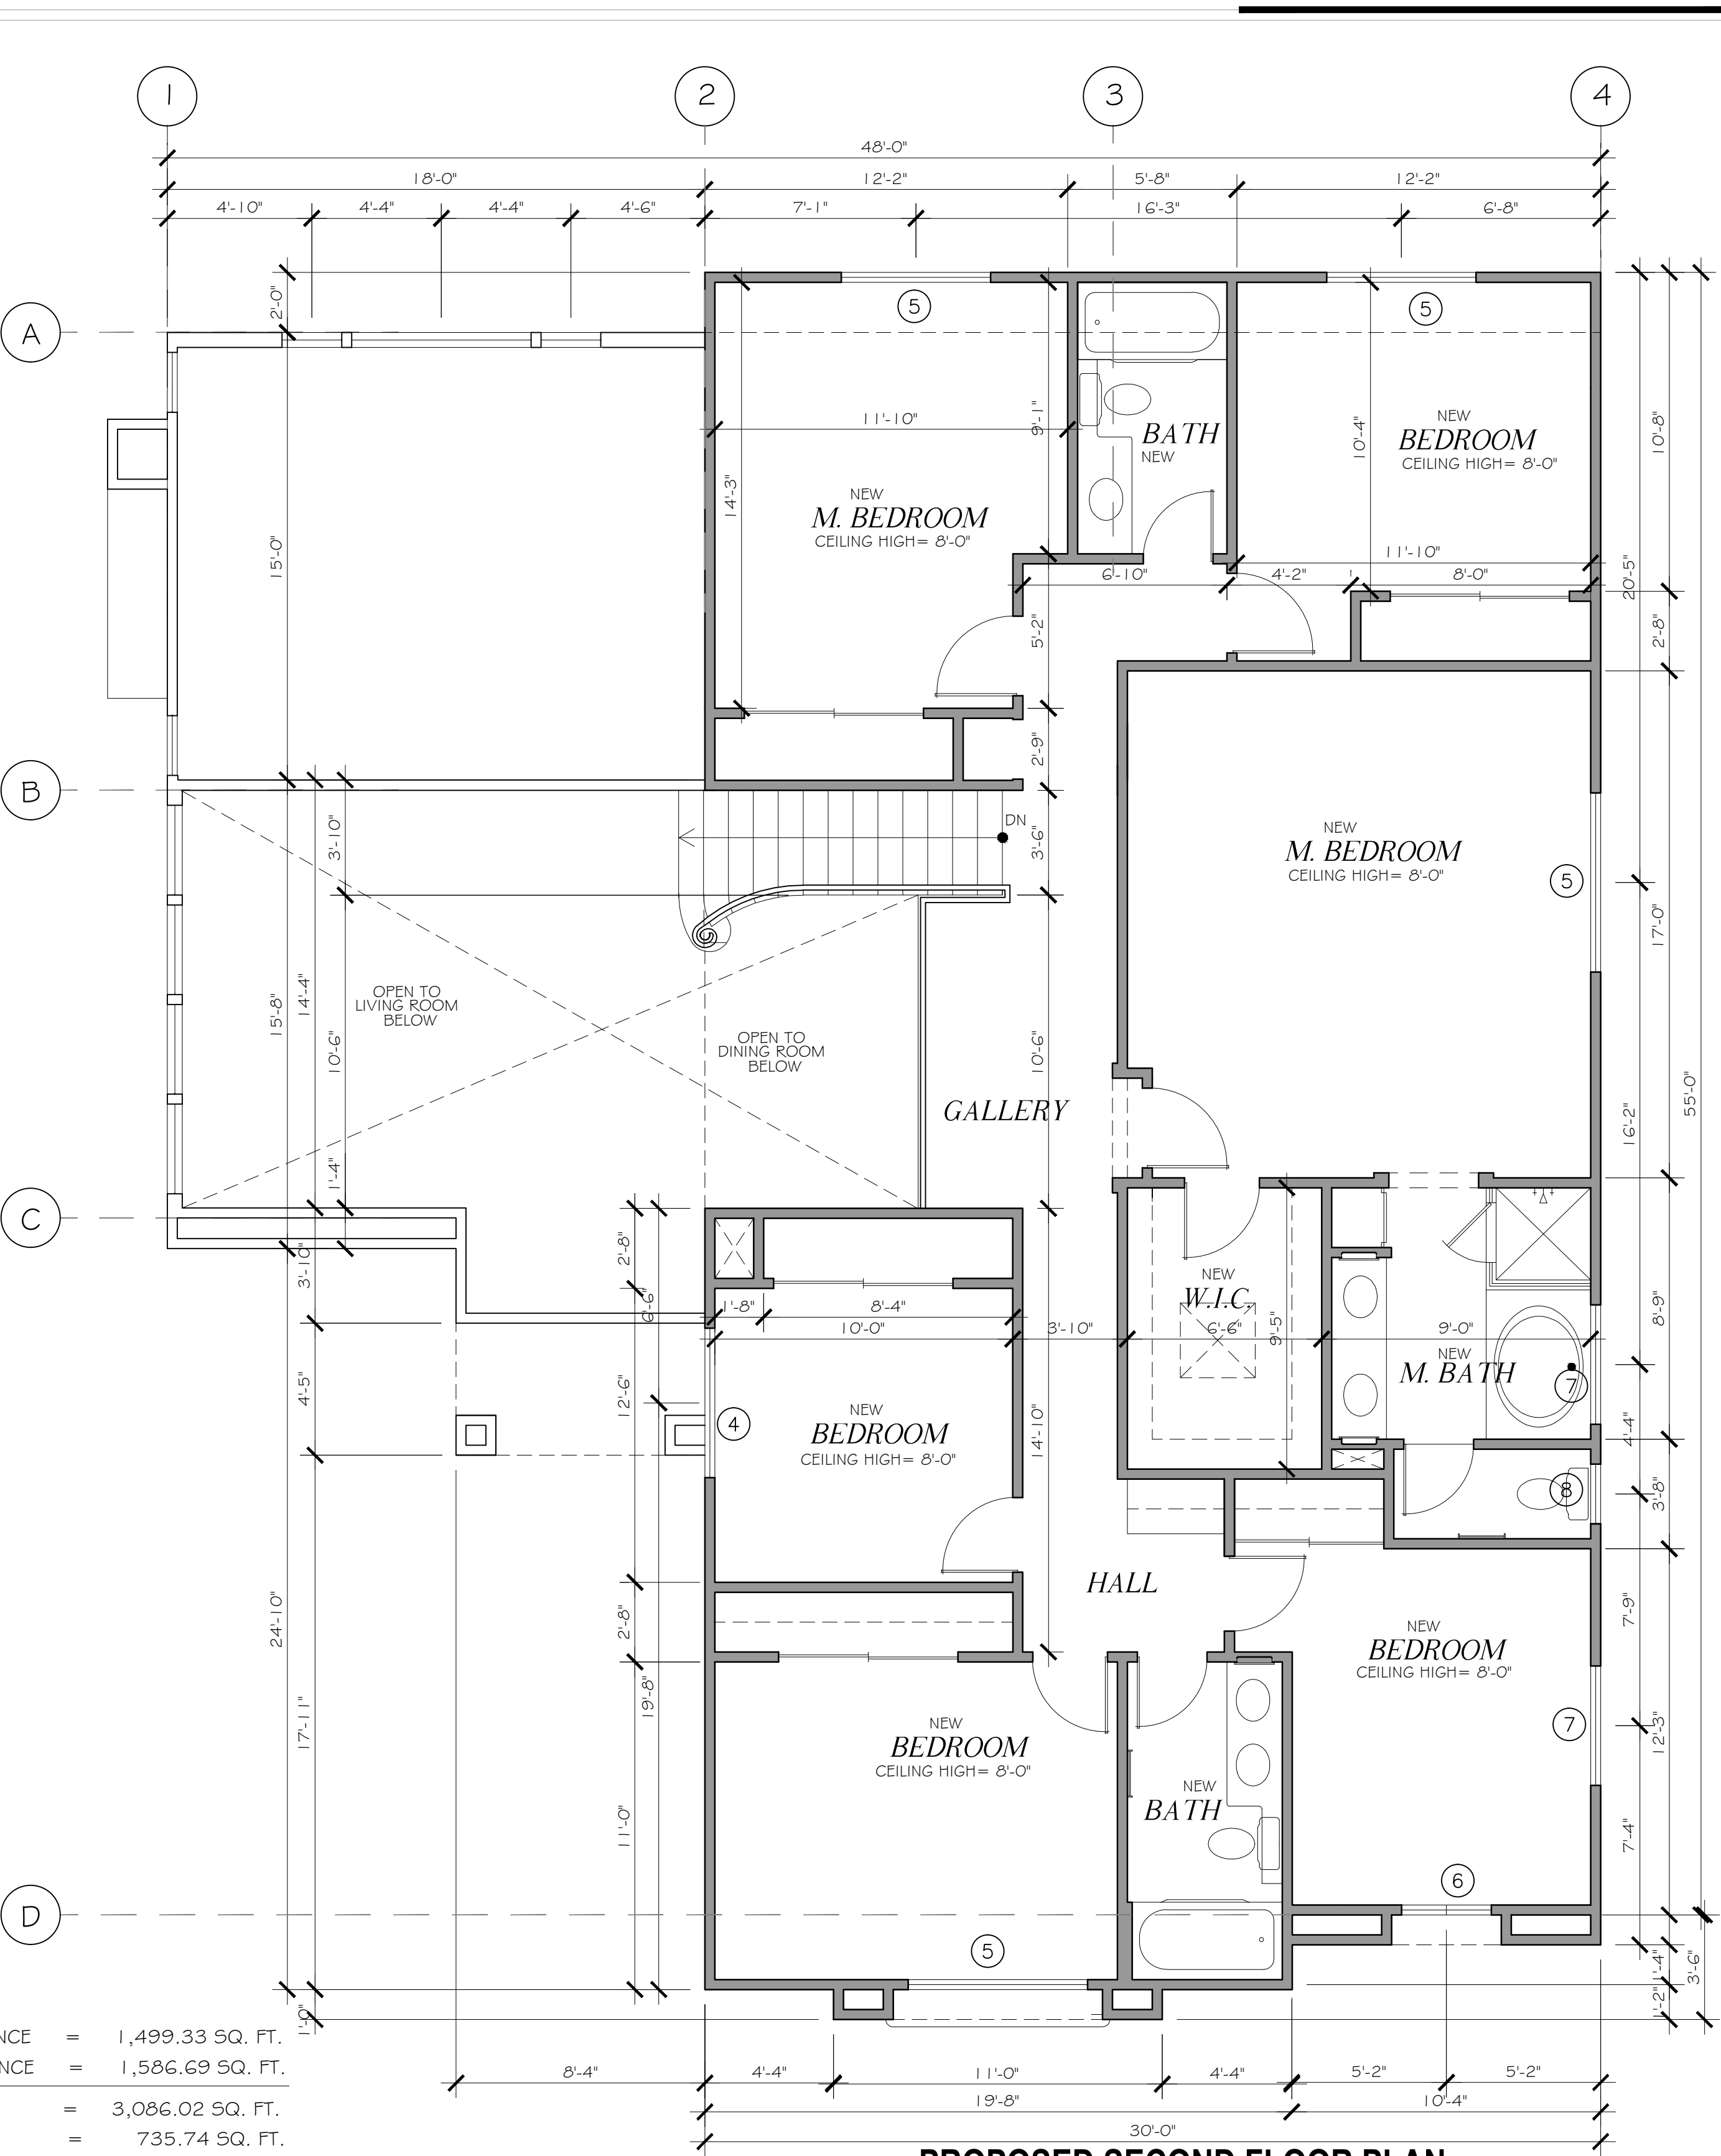 1
2
3
4
48'-0"
18'-0"
12'-2"
5'-8"
12'-2"
4'-10"
4'-4"
4'-4"
4'-6"
7'-1"
16'-3"
6'-8"
2'-0"
A
5
5
11'-10"
9'-1"
BATH
NEW
NEW
BEDROOM
CEILING HIGH= 8'-0"
10'-4"
10'-8"
14'-3"
NEW
M. BEDROOM
CEILING HIGH= 8'-0"
15'-0"
11'-10"
6'-10"
4'-2"
8'-0"
20'-5"
5'-2"
2'-8"
2'-9"
B
DN
3'-10"
3'-6"
NEW
M. BEDROOM
CEILING HIGH= 8'-0"
5
17'-0"
OPEN TO
LIVING ROOM
BELOW
15'-8"
14'-4"
10'-6"
OPEN TO
DINING ROOM
BELOW
10'-6"
GALLERY
16'-2"
55'-0"
1'-4"
C
3'-10"
2'-8"
6'-6"
1'-8"
8'-4"
10'-0"
3'-10"
NEW
W.I.C.
6'-6"
9'-5"
9'-0"
NEW
M. BATH
7
8'-9"
4'-5"
12'-6"
4
NEW
BEDROOM
CEILING HIGH= 8'-0"
14'-10"
4'-4"
8
3'-8"
HALL
24'-10"
2'-8"
7'-9"
NEW
BEDROOM
CEILING HIGH= 8'-0"
17'-11"
19'-8"
NEW
BEDROOM
CEILING HIGH= 8'-0"
7
12'-3"
11'-0"
NEW
BATH
7'-4"
6
D
5
1'-4"
3'-6"
1'-2"
1'-0"
NCE = 1,499.33 SQ. FT.
NCE = 1,586.69 SQ. FT.
= 3,086.02 SQ. FT.
= 735.74 SQ. FT.
8'-4"
4'-4"
11'-0"
4'-4"
5'-2"
5'-2"
19'-8"
10'-4"
30'-0"
PROPOSED SECOND FLOOR PLAN